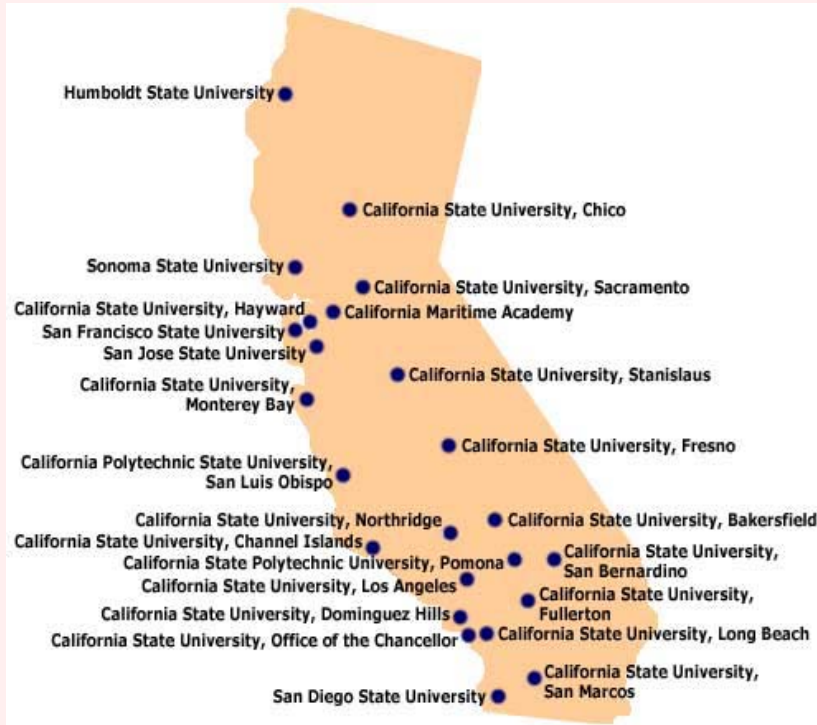 Humboldt State University
California State University, Chico
Sonoma State University
California State University, Sacramento
California State University, Hayward
California Maritime Academy
San Francisco State University
San Jose State University
California State University, Stanislaus
California State University,
Monterey Bay
California State University, Fresno
California Polytechnic State University,
San Luis Obispo
California State University, Northridge
California State University, Bakersfield
California State University, Channel Islands
California State Polytechnic University, Pomona
California State University,
San Bernardino
California State University, Los Angeles
California State University,
Fullerton
California State University, Dominguez Hills
California State University, Office of the Chancellor
California State University, Long Beach
California State University,
San Marcos
San Diego State University